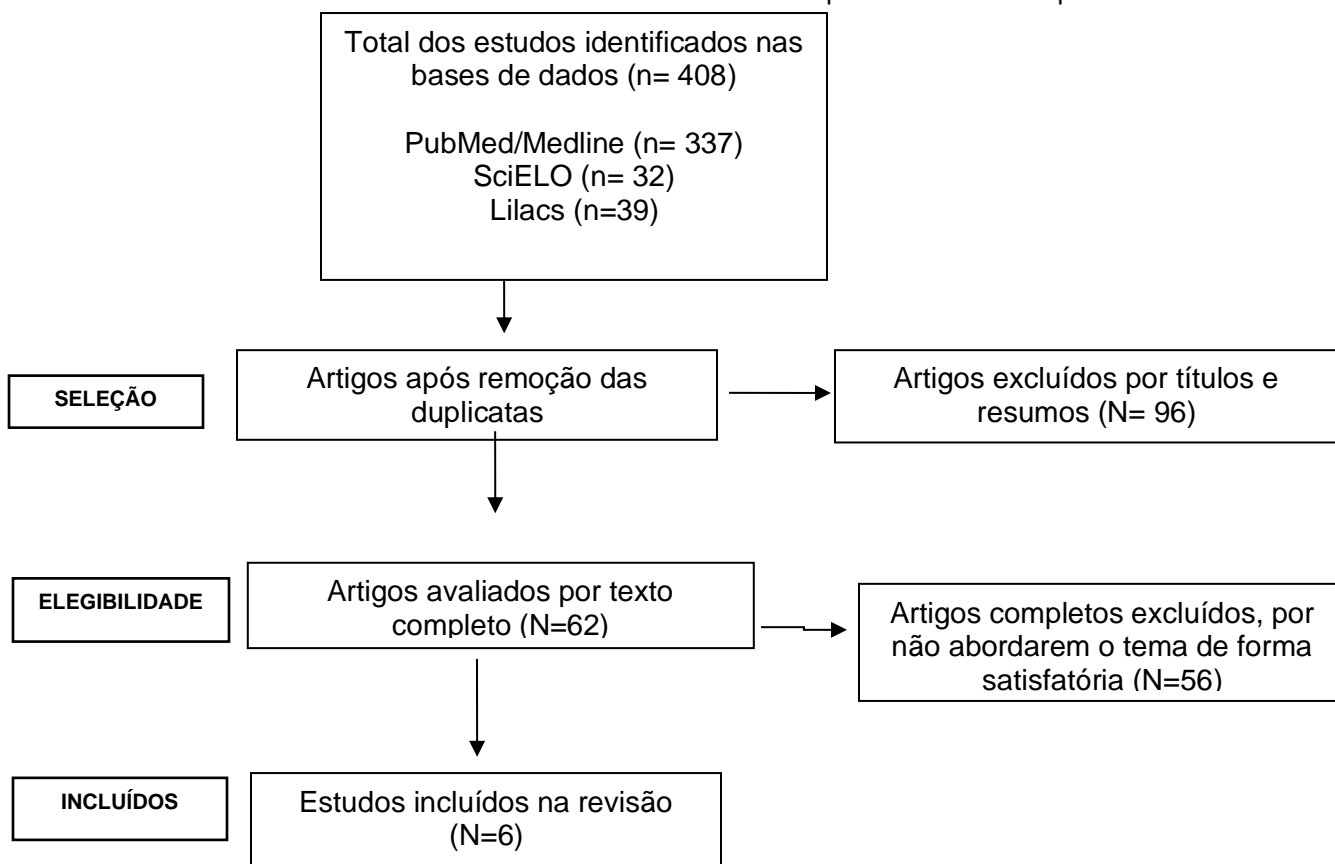 Total dos estudos identificados nas
bases de dados (n= 408)
PubMed/Medline (n= 337)
SciELO (n= 32)
Lilacs (n=39)
SELEÇÃO
Artigos após remoção das
duplicatas
Artigos excluídos por títulos e
resumos (N= 96)
ELEGIBILIDADE
Artigos avaliados por texto
completo (N=62)
Artigos completos excluídos, por
não abordarem o tema de forma
satisfatória (N=56)
INCLUÍDOS
Estudos incluídos na revisão
(N=6)